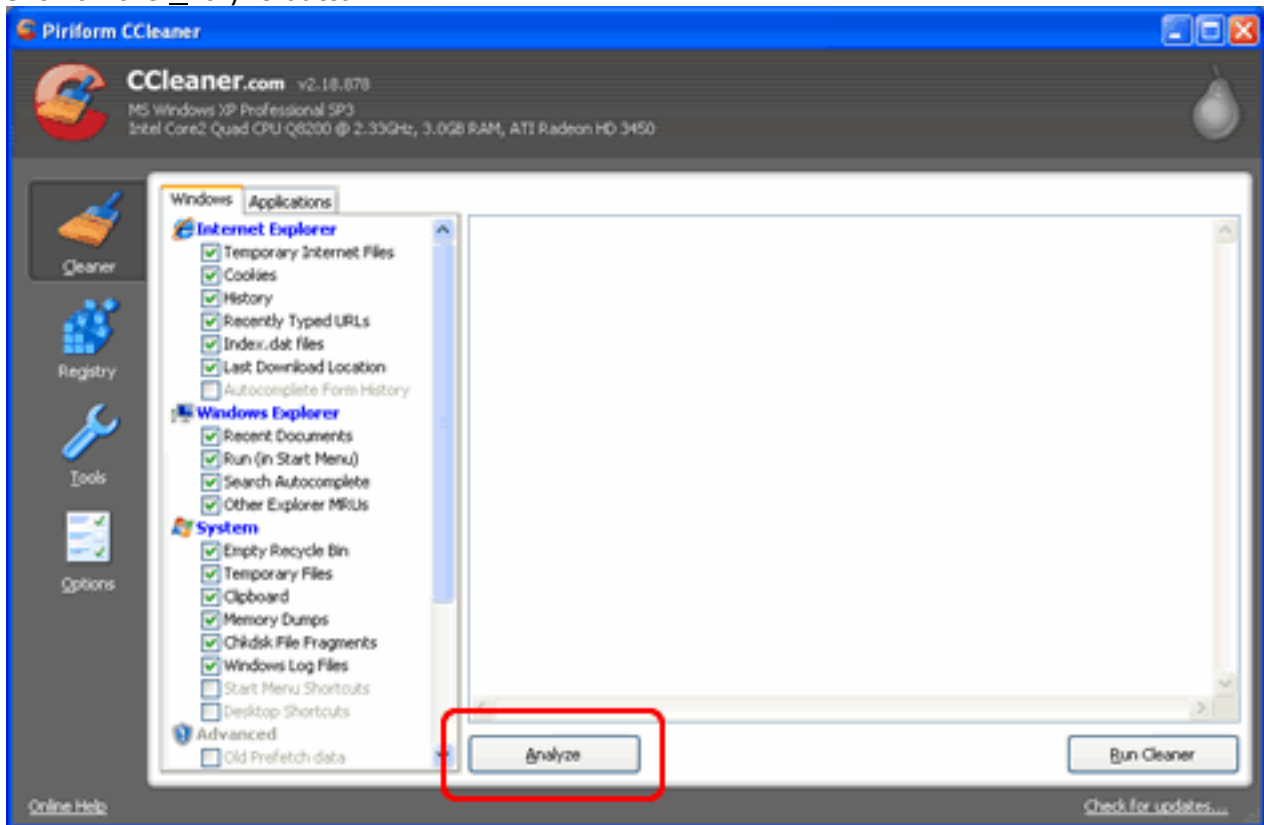 Piriform CCleaner
CCleaner.com v2.18.878
MS Windows XP Professional SP3
Intel Core2 Quad CPU Q8200 @ 2.33GHz, 3.0GB RAM, ATI Radeon HD 3450
Cleaner
Registry
Tools
Options
Windows Applications
Internet Explorer
Temporary Internet Files
Cookies
History
Recently Typed URLs
Index.dat files
Last Download Location
Autocomplete Form History
Windows Explorer
Recent Documents
Run (in Start Menu)
Search Autocomplete
Other Explorer MRUs
System
Empty Recycle Bin
Temporary Files
Clipboard
Memory Dumps
Chkdsk File Fragments
Windows Log Files
Start Menu Shortcuts
Desktop Shortcuts
Advanced
Old Prefetch data
Analyze
Run Cleaner
Online Help
Check for updates...